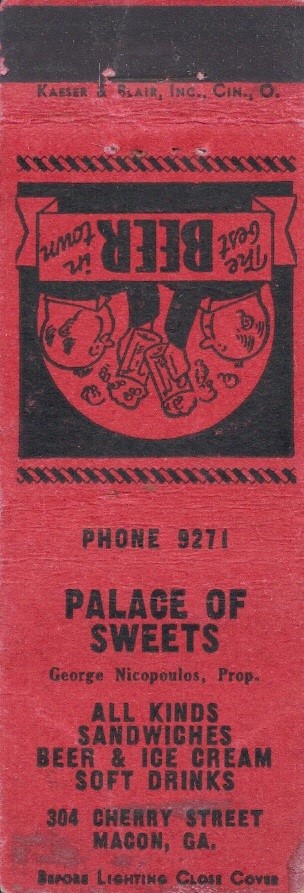 KAESER & BLAIR, INC., CIN., O.
The best BEER in town
PHONE 9271
PALACE OF
SWEETS
George Nicopoulos, Prop.
ALL KINDS
SANDWICHES
BEER & ICE CREAM
SOFT DRINKS
304 CHERRY STREET
MACON, GA.
BEFORE LIGHTING CLOSE COVER